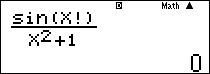 D Math ▲
sin(X!)
X²+1
0